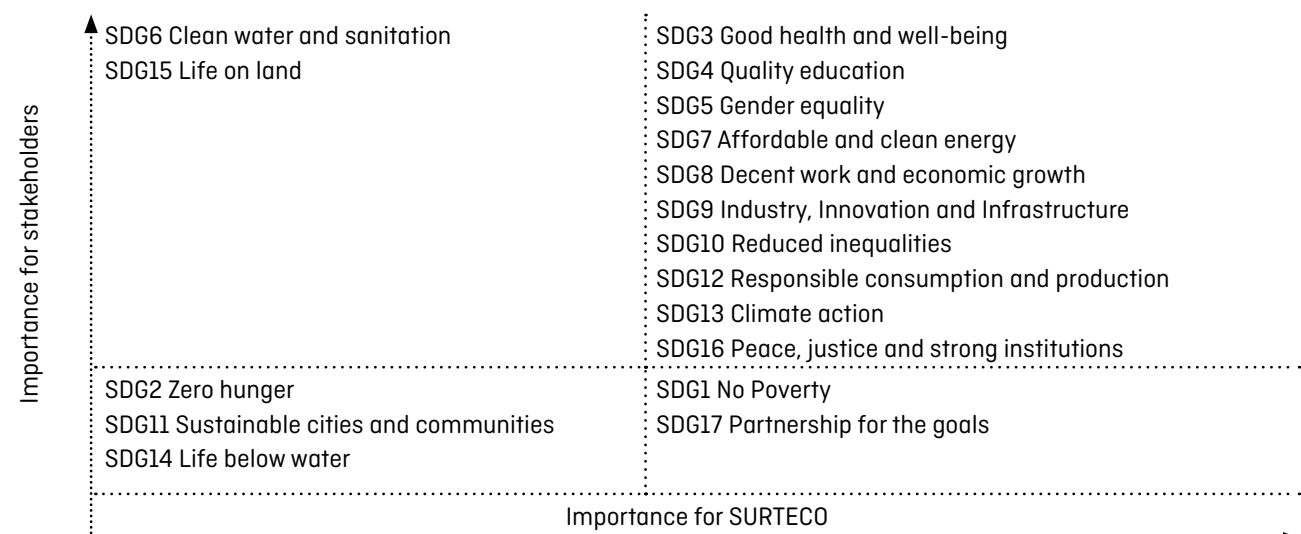 Importance for stakeholders
SDG6 Clean water and sanitation
SDG15 Life on land
SDG3 Good health and well-being
SDG4 Quality education
SDG5 Gender equality
SDG7 Affordable and clean energy
SDG8 Decent work and economic growth
SDG9 Industry, Innovation and Infrastructure
SDG10 Reduced inequalities
SDG12 Responsible consumption and production
SDG13 Climate action
SDG16 Peace, justice and strong institutions
SDG2 Zero hunger
SDG11 Sustainable cities and communities
SDG14 Life below water
SDG1 No Poverty
SDG17 Partnership for the goals
Importance for SURTECO